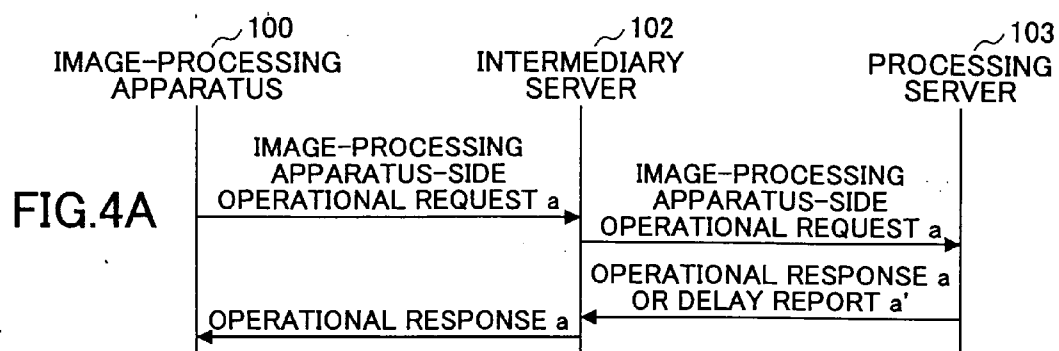 100
IMAGE-PROCESSING
APPARATUS
102
INTERMEDIARY
SERVER
103
PROCESSING
SERVER
FIG.4A
IMAGE-PROCESSING
APPARATUS-SIDE
OPERATIONAL REQUEST a
IMAGE-PROCESSING
APPARATUS-SIDE
OPERATIONAL REQUEST a
OPERATIONAL RESPONSE a
OR DELAY REPORT a'
OPERATIONAL RESPONSE a